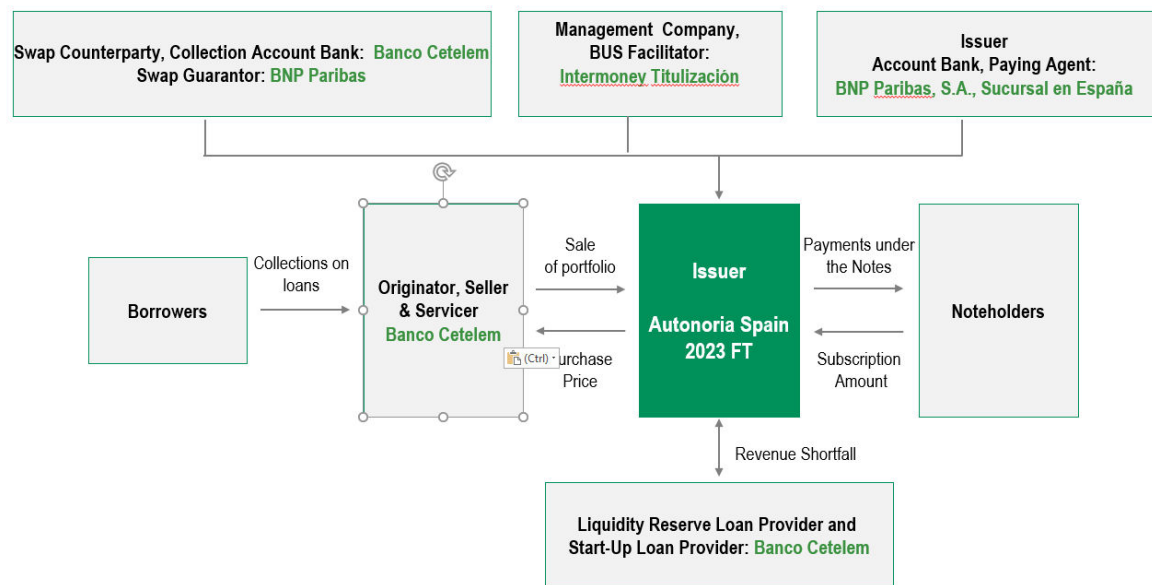 Swap Counterparty, Collection Account Bank: Banco Cetelem
Swap Guarantor: BNP Paribas
Management Company,
BUS Facilitator:
Intermoney Titulización
Issuer
Account Bank, Paying Agent:
BNP Paribas, S.A., Sucursal en España
Borrowers
Collections on
loans
Originator, Seller
& Servicer
Banco Cetelem
(Ctrl)
Sale
of portfolio
urchase
Price
Issuer
Autonoria Spain
2023 FT
Payments under
the Notes
Subscription
Amount
Noteholders
Revenue Shortfall
Liquidity Reserve Loan Provider and
Start-Up Loan Provider: Banco Cetelem